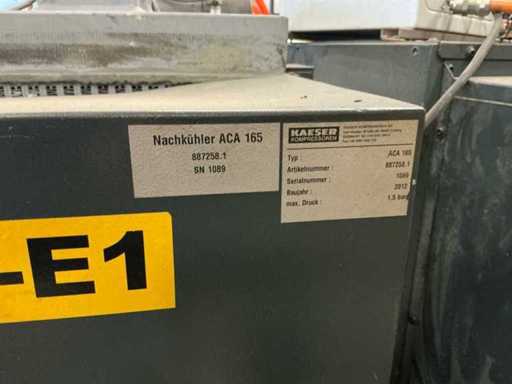 Nachkühler ACA 165
887258.1
SN 1089
KAESER
KOMPRESSOREN
Typ : ACA 165
Artikelnummer : 887258.1
Serialnummer : 1089
Baujahr : 2012
max. Druck : 1,5 barg
-E1